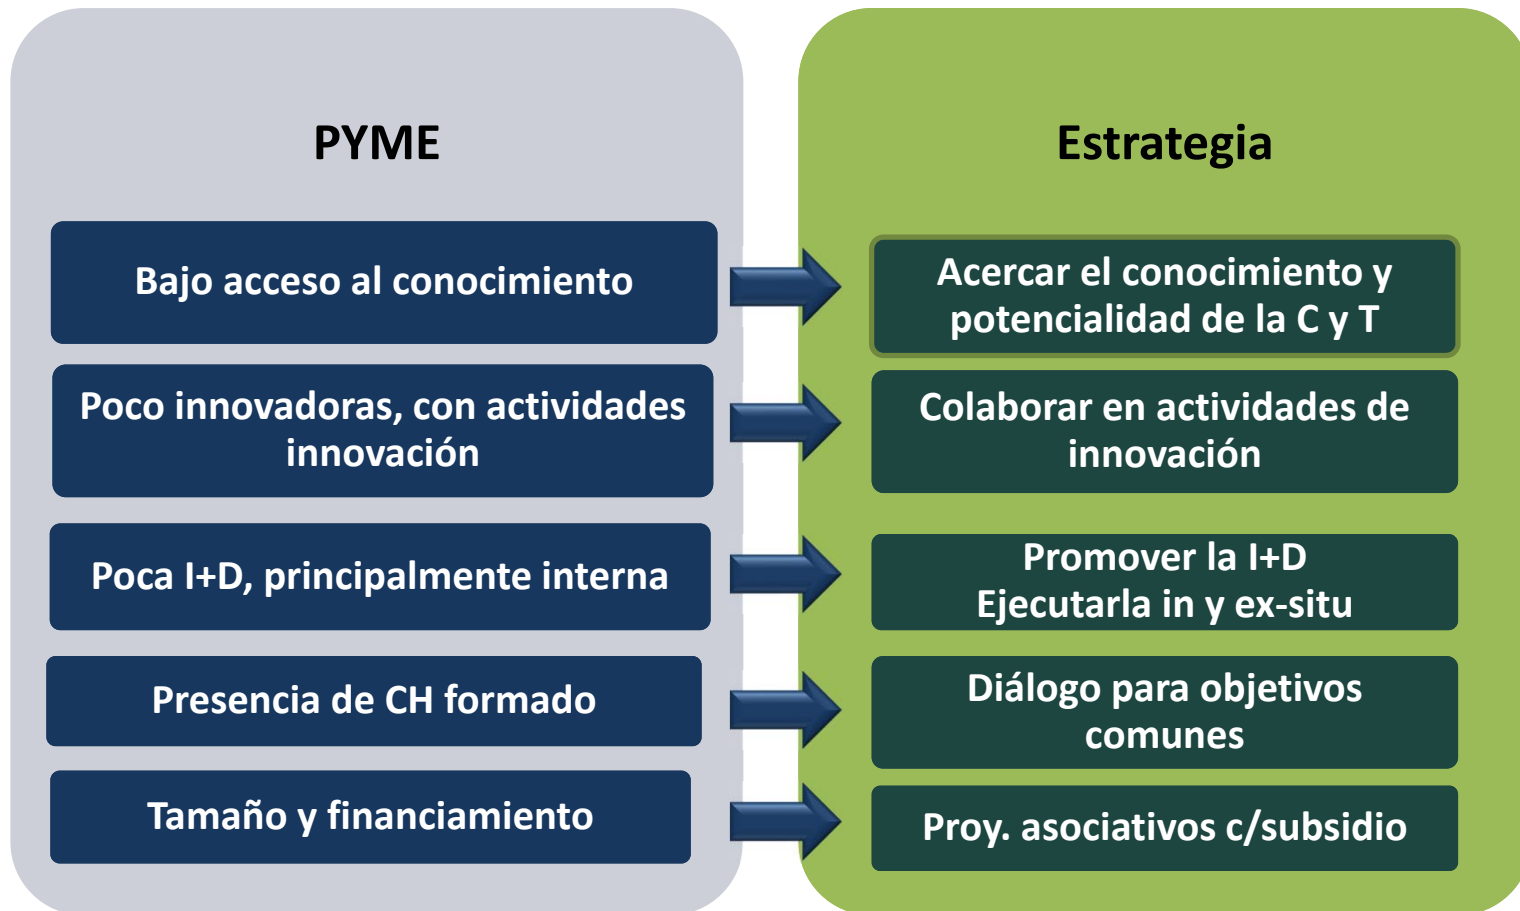 PYME
Bajo acceso al conocimiento
Poco innovadoras, con actividades
innovación
Poca I+D, principalmente interna
Presencia de CH formado
Tamaño y financiamiento
Estrategia
Acercar el conocimiento y
potencialidad de la C y T
Colaborar en actividades de
innovación
Promover la I+D
Ejecutarla in y ex-situ
Diálogo para objetivos
comunes
Proy. asociativos c/subsidio